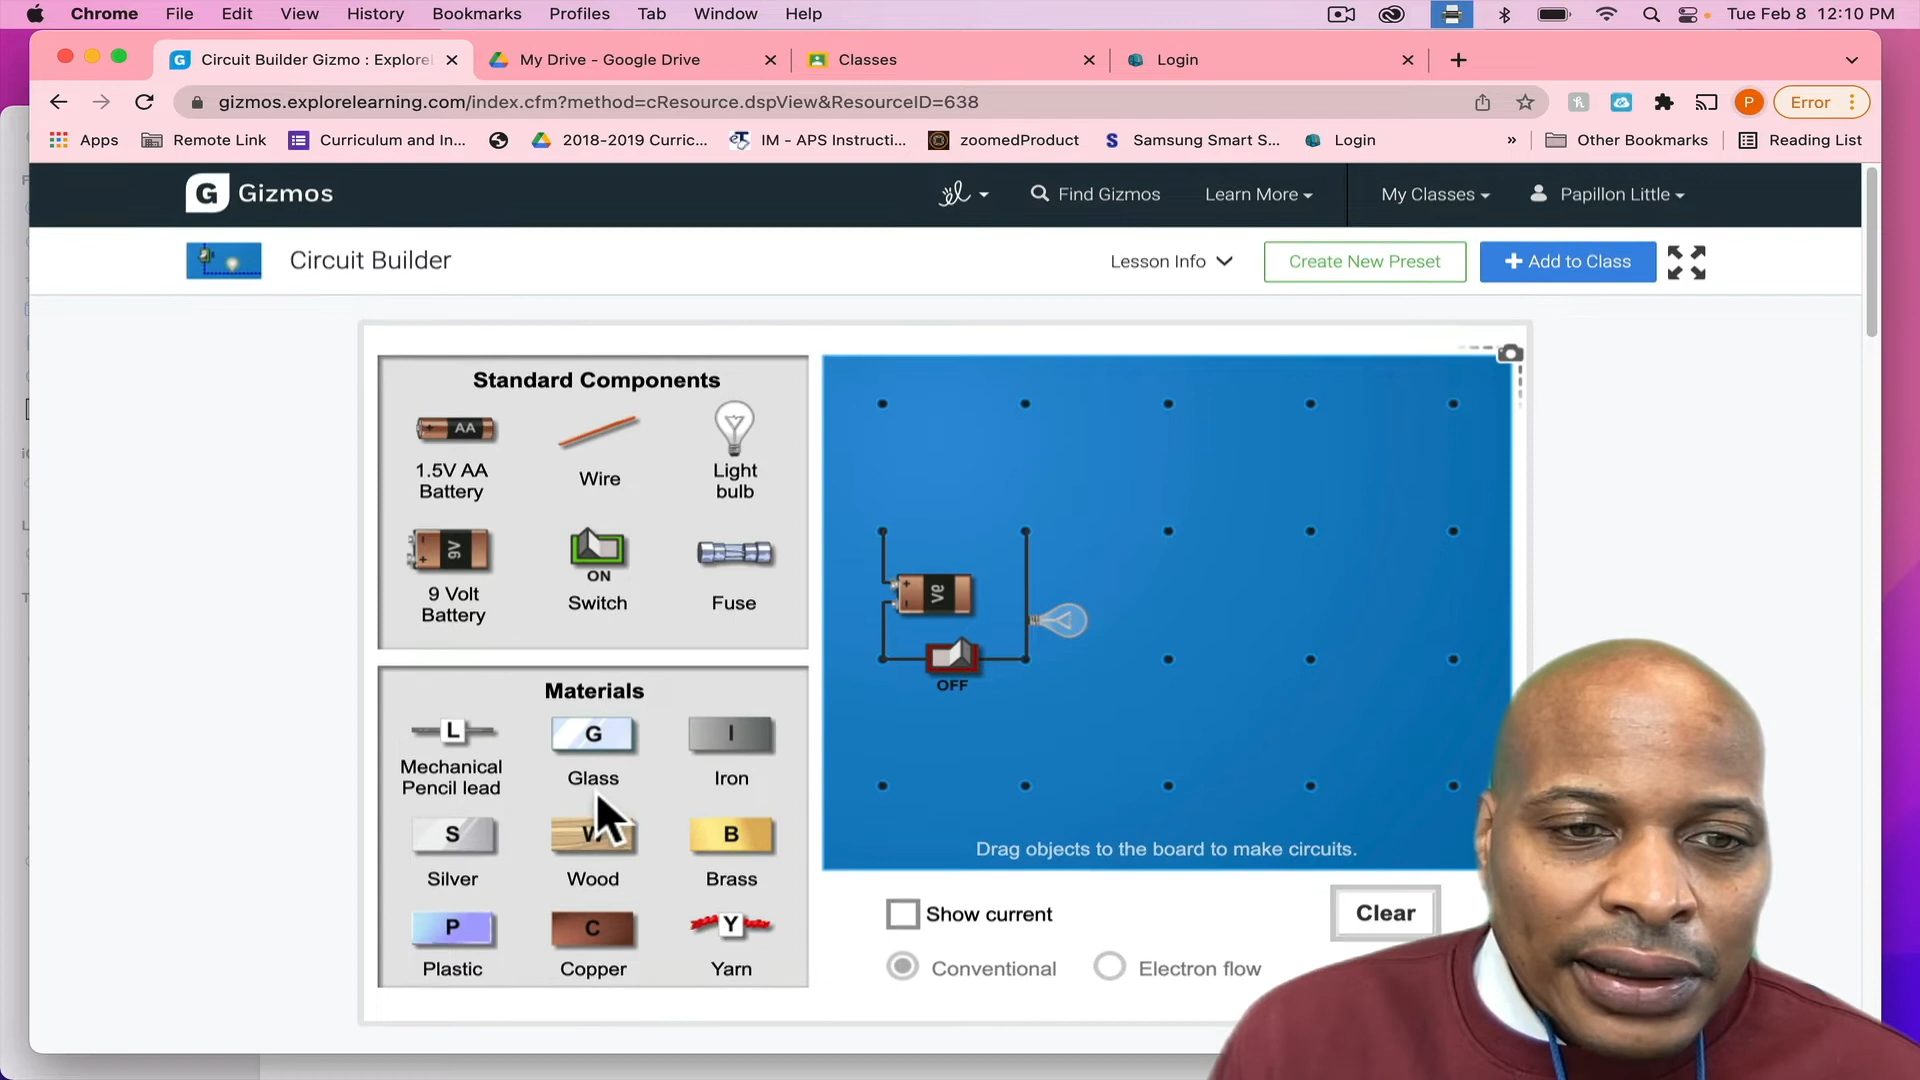 Chrome File Edit View History Bookmarks Profiles Tab Window Help Tue Feb 8 12:10 PM
Circuit Builder Gizmo : Explorel
My Drive - Google Drive
Classes
Login
gizmos.explorelearning.com/index.cfm?method=cResource.dspView&ResourceID=638
P
Error
Apps
Remote Link
Curriculum and In...
2018-2019 Curric...
IM - APS Instructi...
zoomedProduct
S
Samsung Smart S...
Login
»
Other Bookmarks
Reading List
G Gizmos
Find Gizmos
Learn More
My Classes
Papillon Little
Circuit Builder
Lesson Info
Create New Preset
+ Add to Class
Standard Components
AA
1.5V AA
Battery
Wire
Light
bulb
9V
9 Volt
Battery
ON
Switch
Fuse
9V
OFF
Materials
L
Mechanical
Pencil lead
G
Glass
I
Iron
S
Silver
W
Wood
B
Brass
P
Plastic
C
Copper
Y
Yarn
Drag objects to the board to make circuits.
Show current
Clear
Conventional
Electron flow